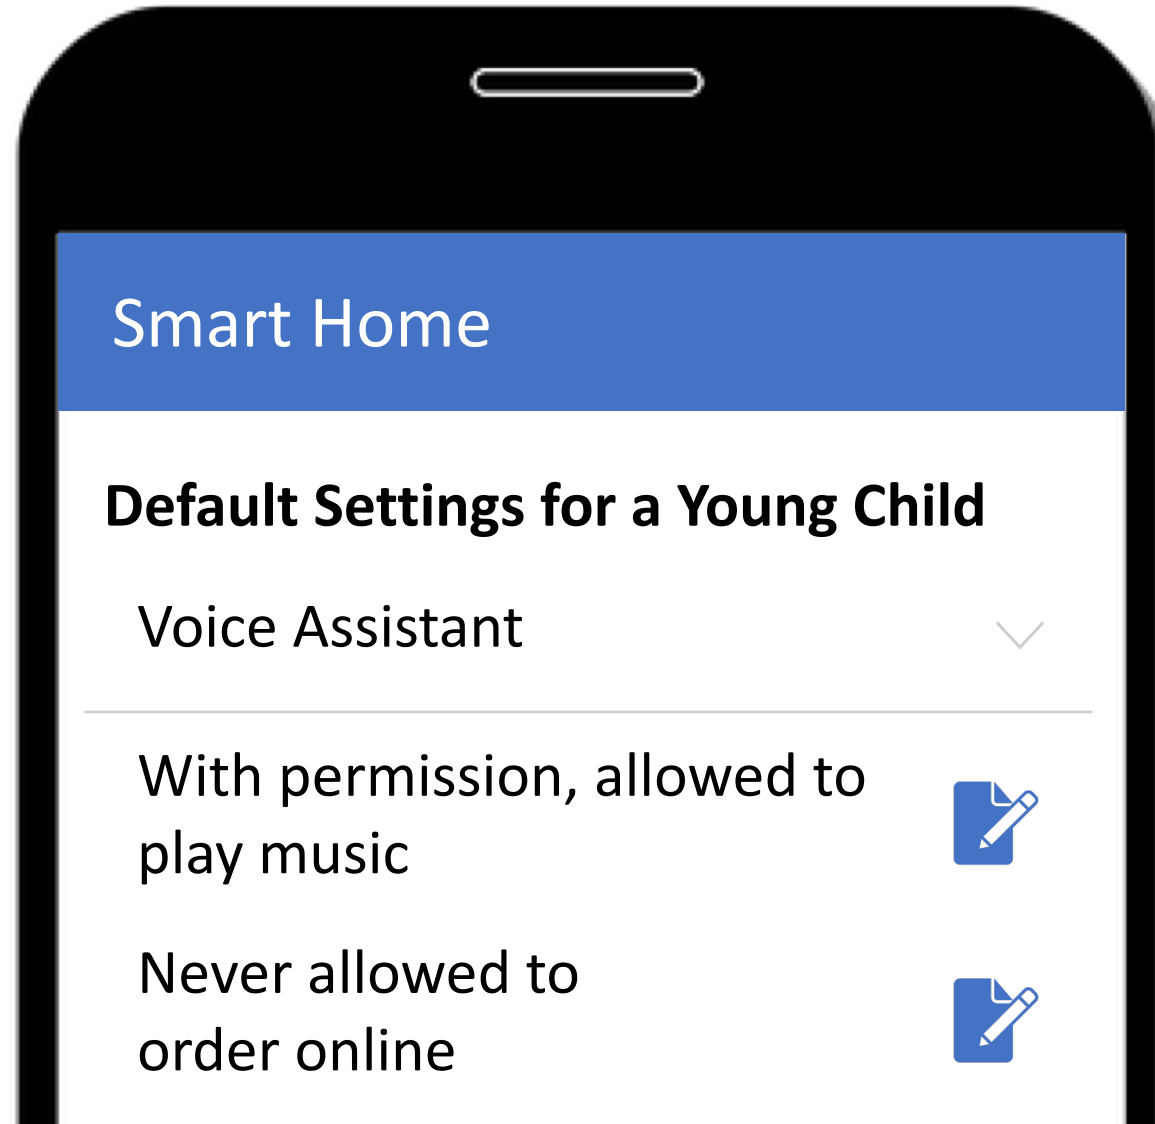 Smart Home
Default Settings for a Young Child
Voice Assistant
With permission, allowed to
play music
Never allowed to
order online